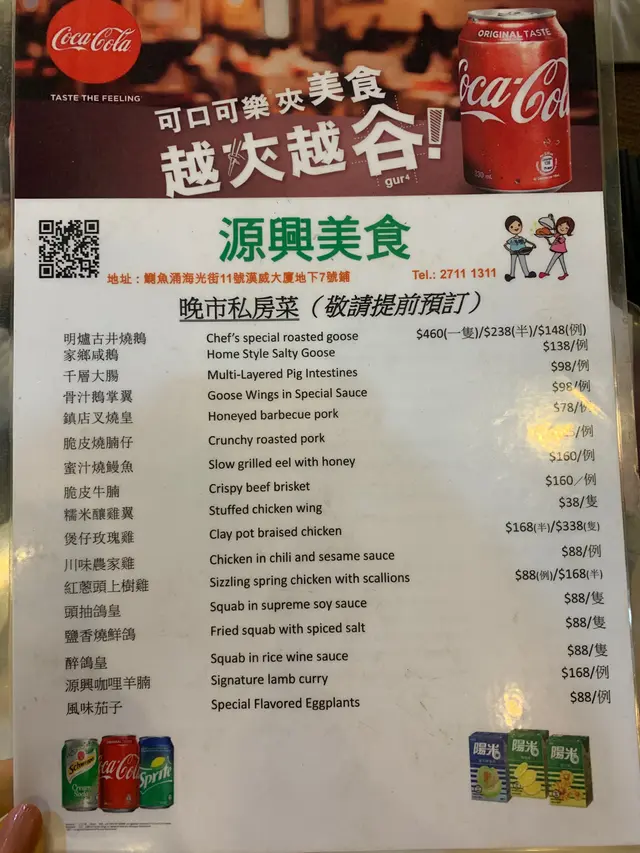 Coca-Cola
TASTE THE FEELING
ORIGINAL TASTE
Coca-Col
可口可樂 夾 美食
越夾越谷!
gur⁴
源興美食
地址：鰂魚涌海光街11號漢威大廈地下7號鋪 Tel.: 2711 1311
晚市私房菜（敬請提前預訂）
明爐古井燒鵝 Chef's special roasted goose $460(一隻)/$238(半)/$148(例)
家鄉咸鵝 Home Style Salty Goose $138/例
千層大腸 Multi-Layered Pig Intestines $98/例
骨汁鵝掌翼 Goose Wings in Special Sauce $98/例
鎮店叉燒皇 Honeyed barbecue pork $78/例
脆皮燒腩仔 Crunchy roasted pork /例
蜜汁燒鰻魚 Slow grilled eel with honey $160/例
脆皮牛腩 Crispy beef brisket $160／例
糯米釀雞翼 Stuffed chicken wing $38/隻
煲仔玫瑰雞 Clay pot braised chicken $168(半)/$338(隻)
川味農家雞 Chicken in chili and sesame sauce $88/例
紅蔥頭上樹雞 Sizzling spring chicken with scallions $88(例)/$168(半)
頭抽鴿皇 Squab in supreme soy sauce $88/隻
鹽香燒鮮鴿 Fried squab with spiced salt $88/隻
醉鴿皇 Squab in rice wine sauce $88/隻
源興咖哩羊腩 Signature lamb curry $168/例
風味茄子 Special Flavored Eggplants $88/例
Schweppes
Cream Soda
Coca-Cola
Sprite
陽光
陽光
陽光